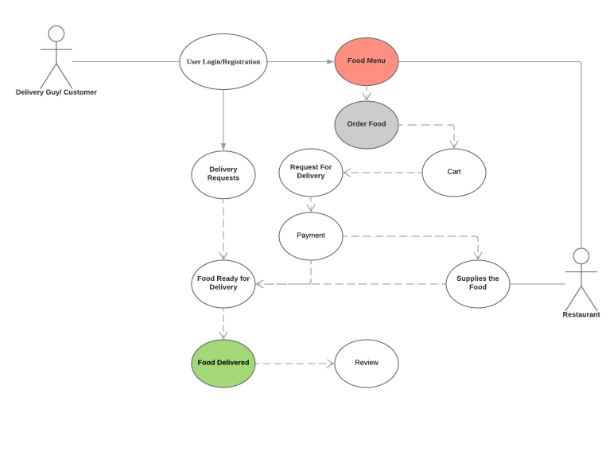 User Login/Registration
Food Menu
Delivery Guy/ Customer
Order Food
Delivery
Requests
Request For
Delivery
Cart
Payment
Food Ready for
Delivery
Supplies the
Food
Restaurant
Food Delivered
Review